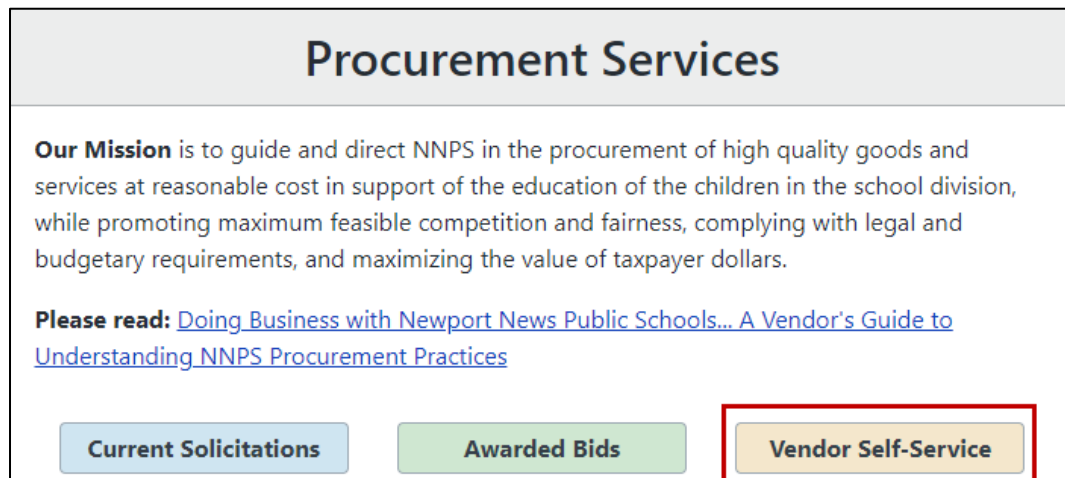 Procurement Services
Our Mission is to guide and direct NNPS in the procurement of high quality goods and
services at reasonable cost in support of the education of the children in the school division,
while promoting maximum feasible competition and fairness, complying with legal and
budgetary requirements, and maximizing the value of taxpayer dollars.
Please read: Doing Business with Newport News Public Schools... A Vendor's Guide to
Understanding NNPS Procurement Practices
Current Solicitations Awarded Bids Vendor Self-Service